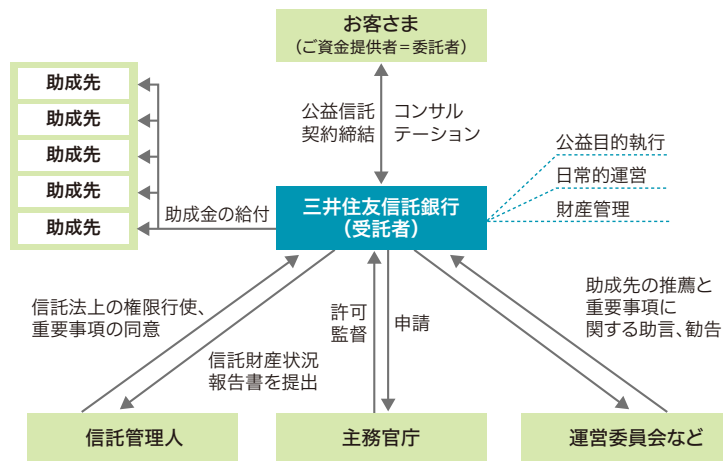 お客さま
（ご資金提供者＝委託者）
助成先
助成先
助成先
助成先
助成先
公益信託
契約締結
コンサル
テーション
公益目的執行
日常的運営
財産管理
助成金の給付
三井住友信託銀行
（受託者）
信託法上の権限行使、
重要事項の同意
信託財産状況
報告書を提出
許可
監督
申請
助成先の推薦と
重要事項に
関する助言、勧告
信託管理人
主務官庁
運営委員会など